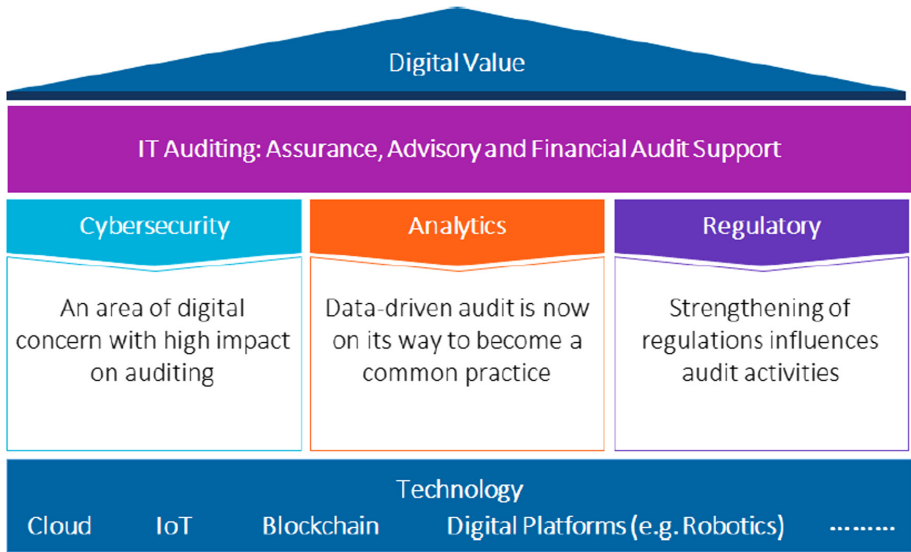 Digital Value
IT Auditing: Assurance, Advisory and Financial Audit Support
Cybersecurity
An area of digital
concern with high impact
on auditing
Analytics
Data-driven audit is now
on its way to become a
common practice
Regulatory
Strengthening of
regulations influences
audit activities
Technology
Cloud IoT Blockchain Digital Platforms (e.g. Robotics) .........